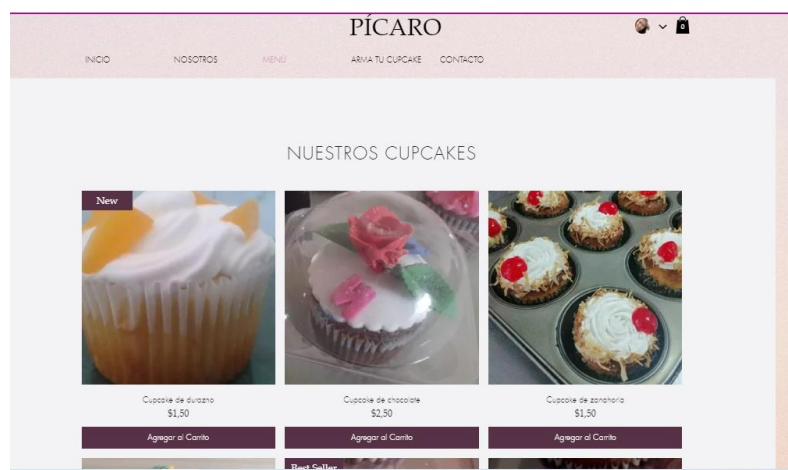 PÍCARO
0
INICIO NOSOTROS MENÚ ARMA TU CUPCAKE CONTACTO
NUESTROS CUPCAKES
New
Cupcake de durazno Cupcake de chocolate Cupcake de zanahoria
$1,50 $2,50 $1,50
Agregar al Carrito Agregar al Carrito Agregar al Carrito
Best Seller